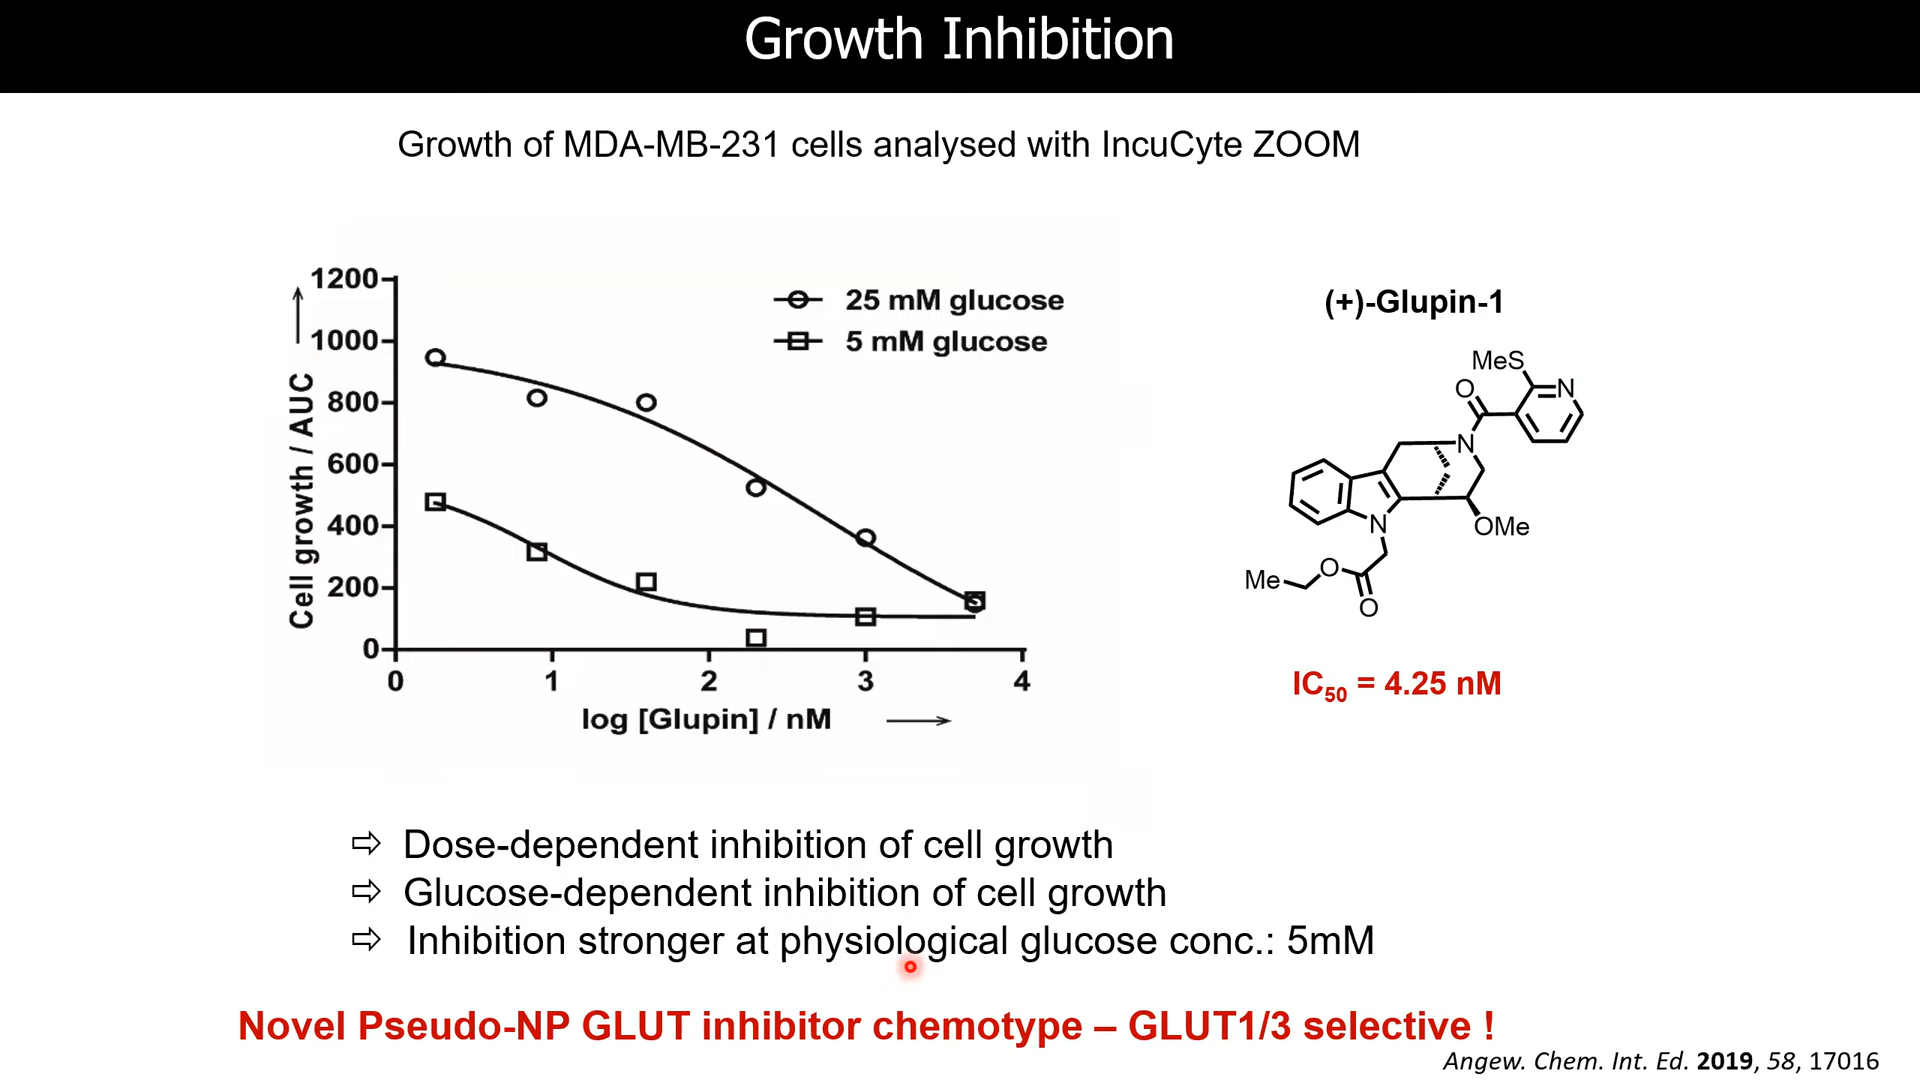 Growth Inhibition
Growth of MDA-MB-231 cells analysed with IncuCyte ZOOM
1200
1000
800
600
400
200
0
Cell growth / AUC
25 mM glucose
5 mM glucose
0 1 2 3 4
log [Glupin] / nM
(+)-Glupin-1
MeS
O
N
N
N
OMe
Me
O
O
IC50 = 4.25 nM
⇨ Dose-dependent inhibition of cell growth
⇨ Glucose-dependent inhibition of cell growth
⇨ Inhibition stronger at physiological glucose conc.: 5mM
Novel Pseudo-NP GLUT inhibitor chemotype – GLUT1/3 selective !
Angew. Chem. Int. Ed. 2019, 58, 17016